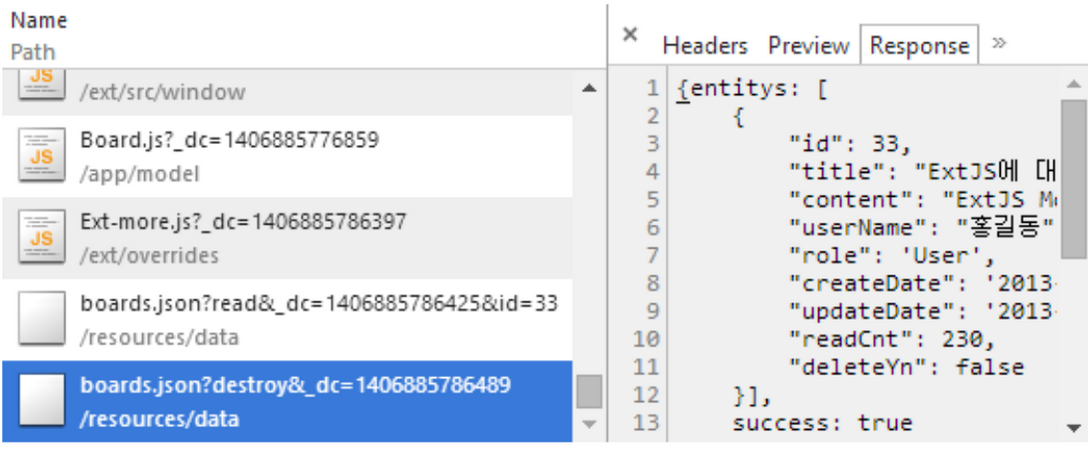 Name
Path
JS
/ext/src/window
JS
Board.js?_dc=1406885776859
/app/model
JS
Ext-more.js?_dc=1406885786397
/ext/overrides
boards.json?read&_dc=1406885786425&id=33
/resources/data
boards.json?destroy&_dc=1406885786489
/resources/data
× Headers Preview Response »
1 {entitys: [
2 {
3 "id": 33,
4 "title": "ExtJS에 대
5 "content": "ExtJS M
6 "userName": "홍길동"
7 "role": 'User',
8 "createDate": '2013-
9 "updateDate": '2013-
10 "readCnt": 230,
11 "deleteYn": false
12 }],
13 success: true